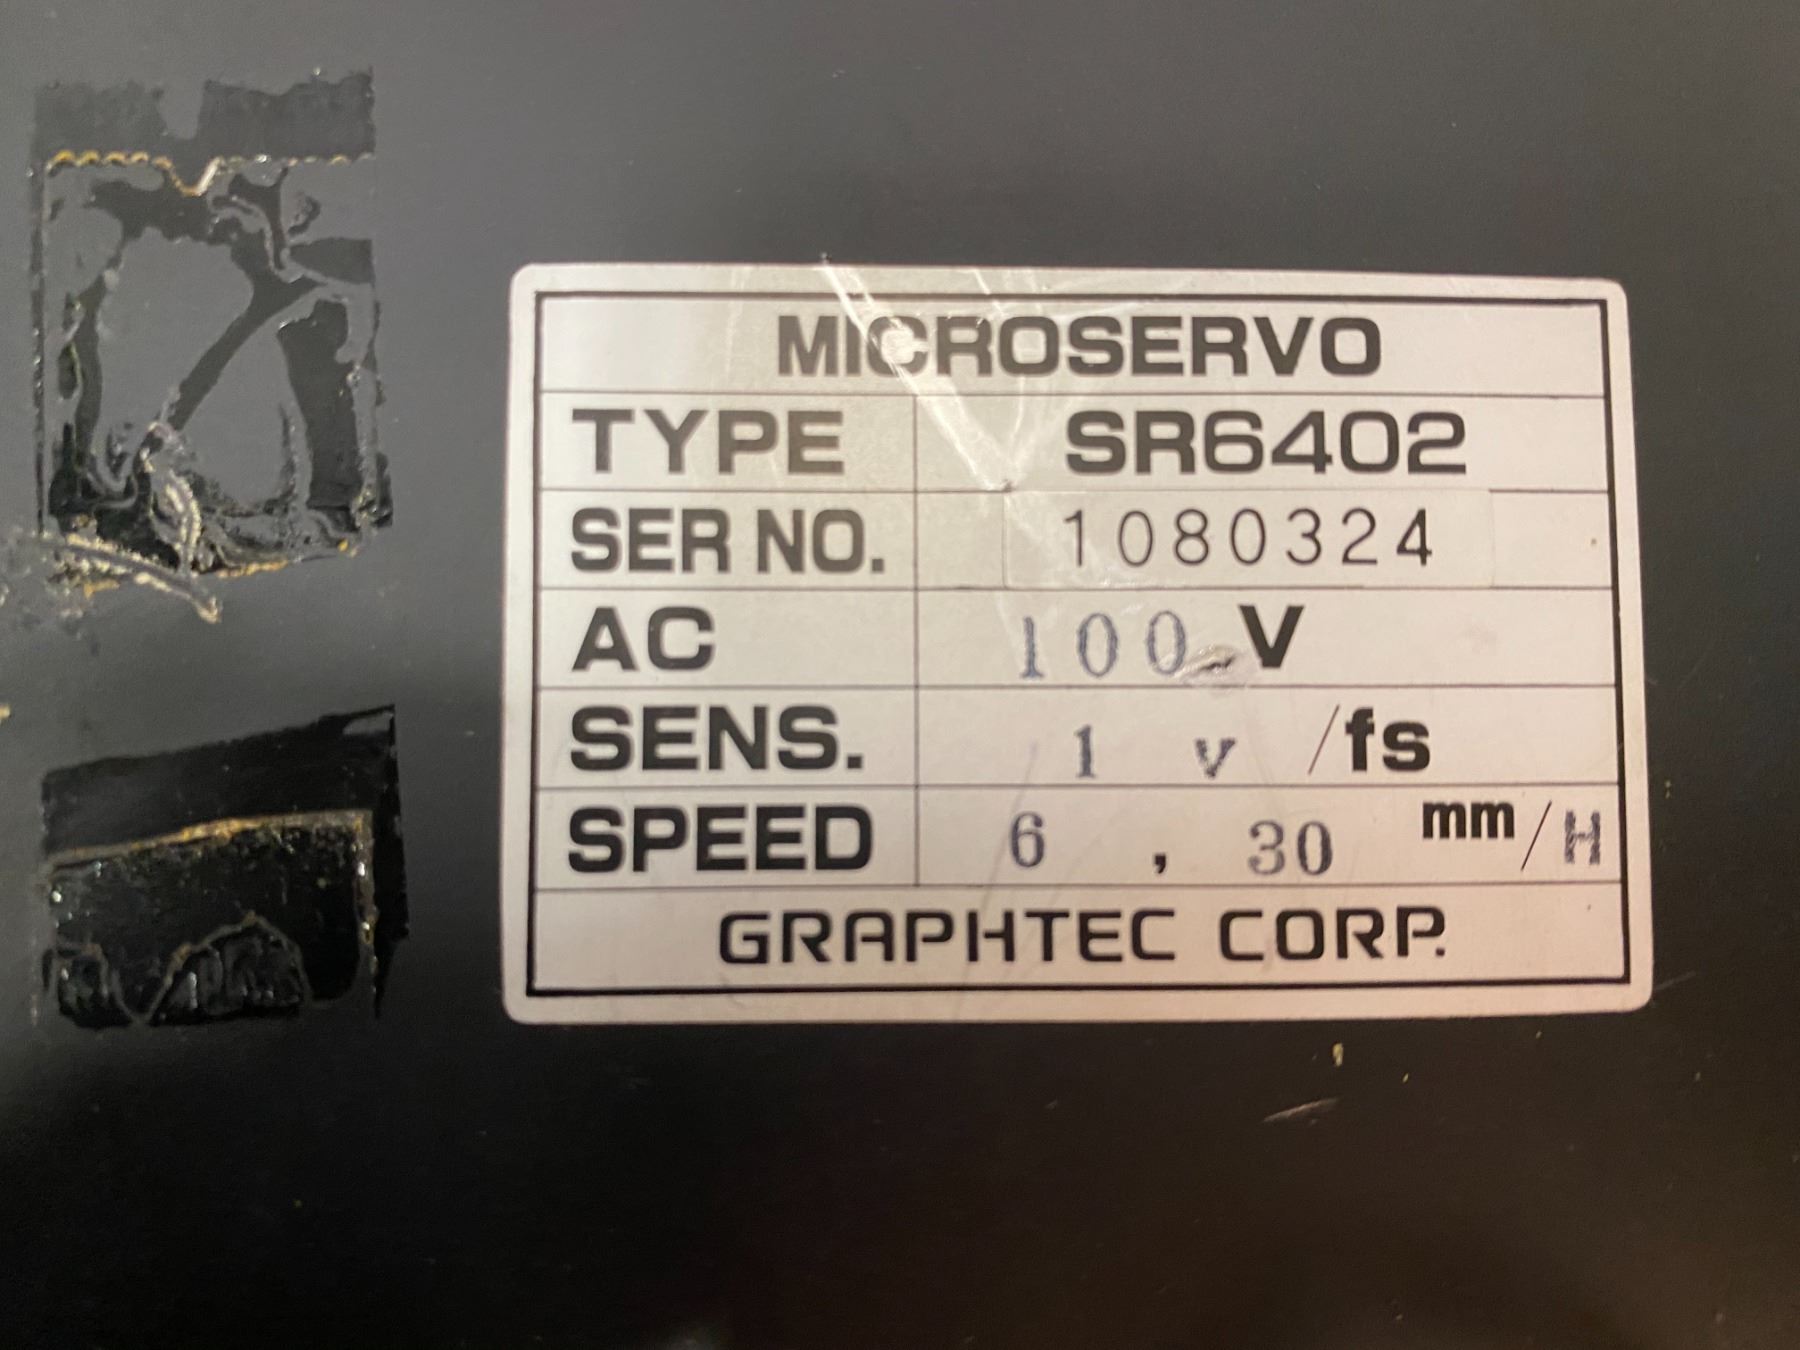 MICROSERVO
TYPE SR6402
SER NO. 1080324
AC 100 V
SENS. 1 v /fs
SPEED 6 , 30 mm/H
GRAPHTEC CORP.